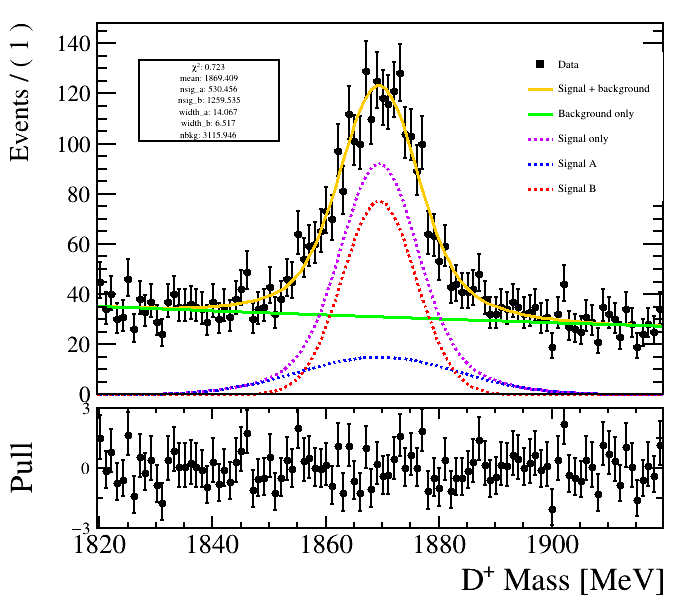 Events / ( 1 )
140
120
100
80
60
40
20
0
χ²: 0.723
mean: 1869.409
nsig_a: 530.456
nsig_b: 1259.535
width_a: 14.067
width_b: 6.517
nbkg: 3115.946
Data
Signal + background
Background only
Signal only
Signal A
Signal B
Pull
3
0
−3
1820 1840 1860 1880 1900
D⁺ Mass [MeV]